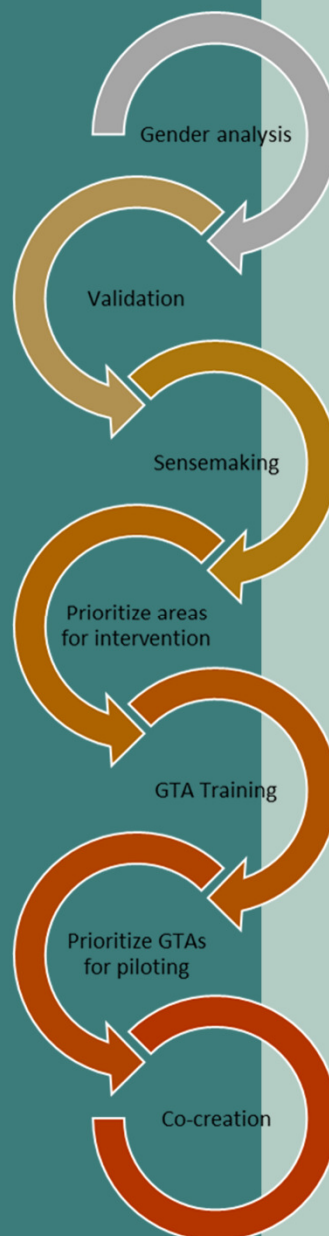 Gender analysis
Validation
Sensemaking
Prioritize areas
for intervention
GTA Training
Prioritize GTAs
for piloting
Co-creation